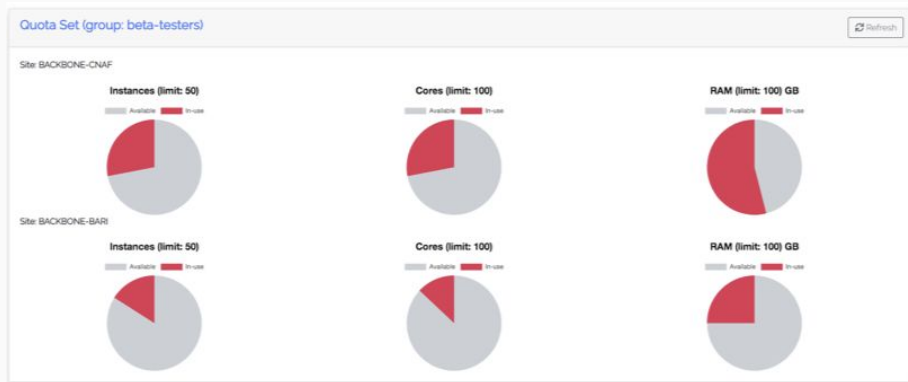 Quota Set (group: beta-testers)
Refresh
Site: BACKBONE-CNAF
Instances (limit: 50) Cores (limit: 100) RAM (limit: 100) GB
Available In-use Available In-use Available In-use
Site: BACKBONE-BARI
Instances (limit: 50) Cores (limit: 100) RAM (limit: 100) GB
Available In-use Available In-use Available In-use